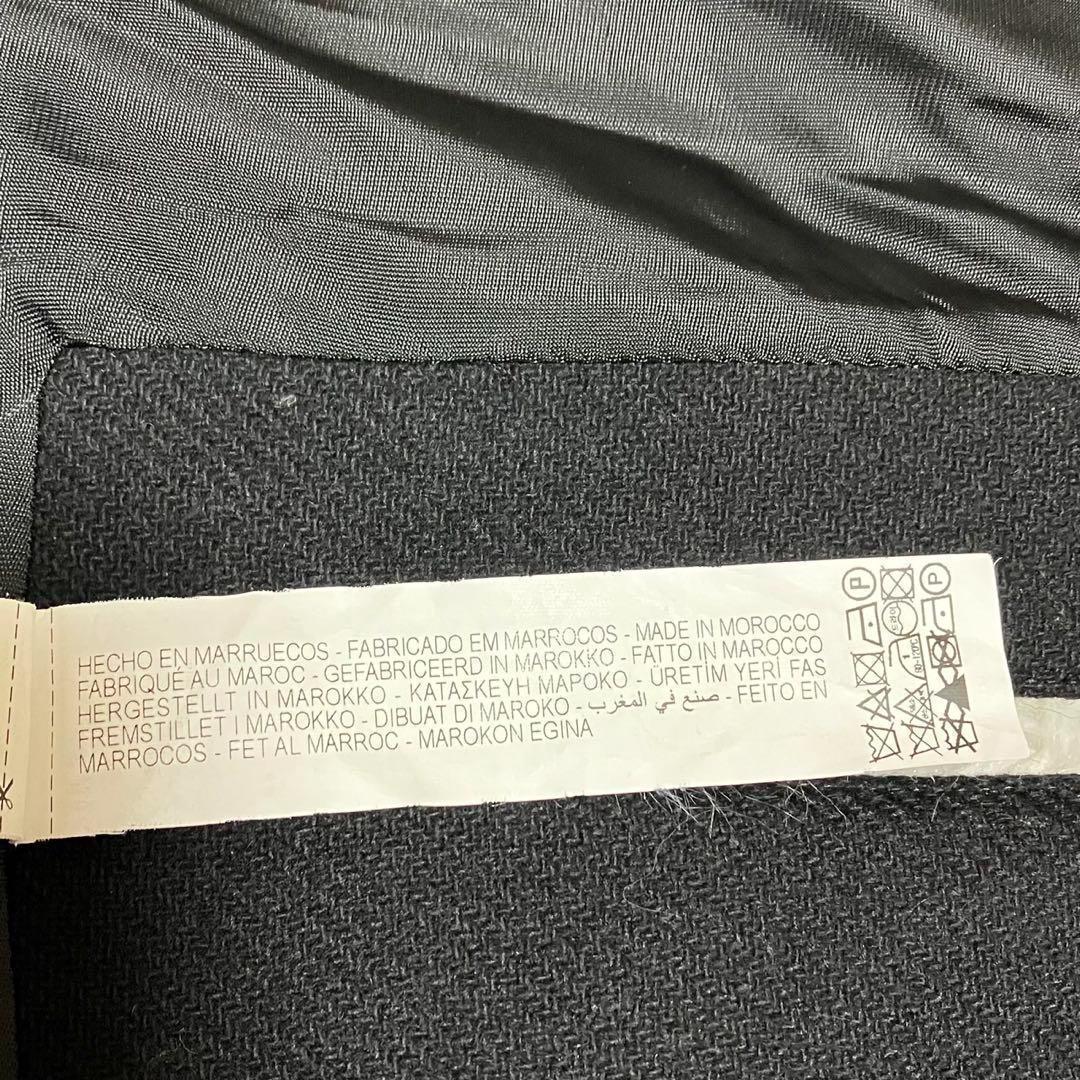 HECHO EN MARRUECOS - FABRICADO EM MARROCOS - MADE IN MOROCCO
FABRIQUÉ AU MAROC - GEFABRICEERD IN MAROKKO - FATTO IN MAROCCO
HERGESTELLT IN MAROKKO - ΚΑΤΑΣΚΕΥΗ ΜΑΡΟΚΟ - ÜRETİM YERİ FAS
FREMSTILLET I MAROKKO - DIBUAT DI MAROKO - صنع في المغرب - FEITO EN
MARROCOS - FET AL MARROC - MAROKON EGINA
P
P